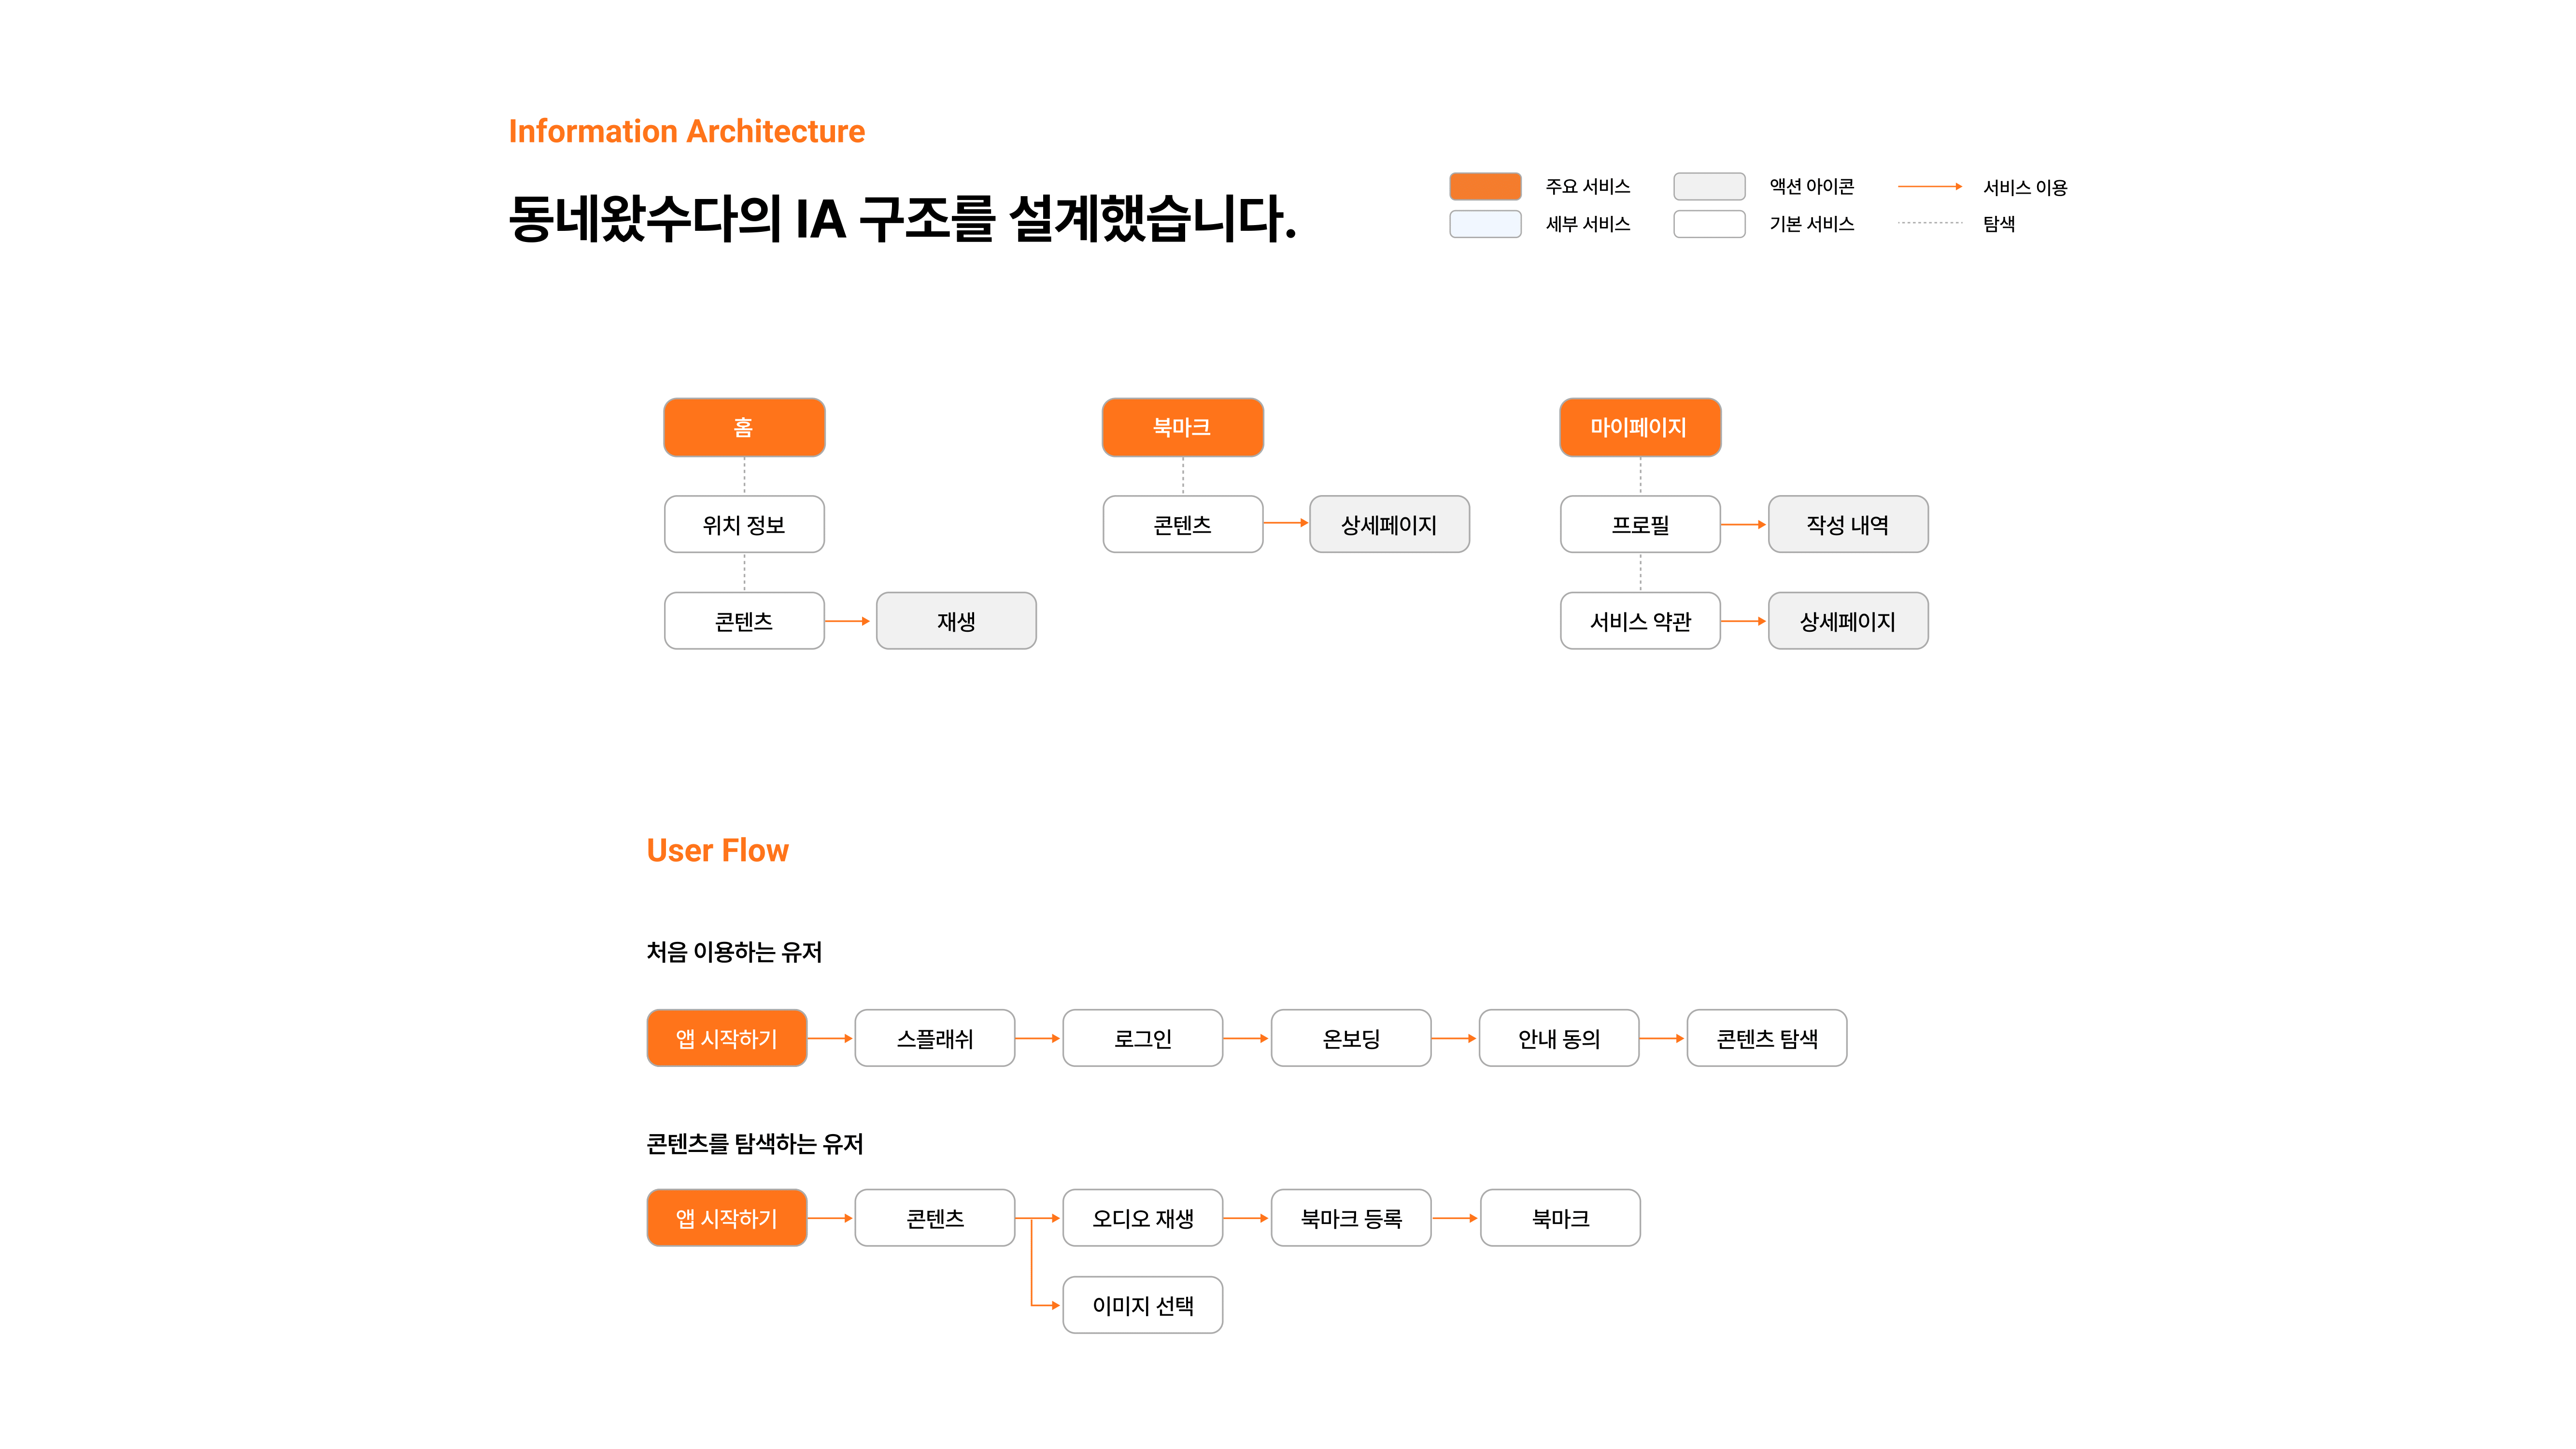 Information Architecture
동네왔수다의 IA 구조를 설계했습니다.
주요 서비스
액션 아이콘
서비스 이용
세부 서비스
기본 서비스
탐색
홈
북마크
마이페이지
위치 정보
콘텐츠
상세페이지
프로필
작성 내역
콘텐츠
재생
서비스 약관
상세페이지
User Flow
처음 이용하는 유저
앱 시작하기
스플래쉬
로그인
온보딩
안내 동의
콘텐츠 탐색
콘텐츠를 탐색하는 유저
앱 시작하기
콘텐츠
오디오 재생
북마크 등록
북마크
이미지 선택